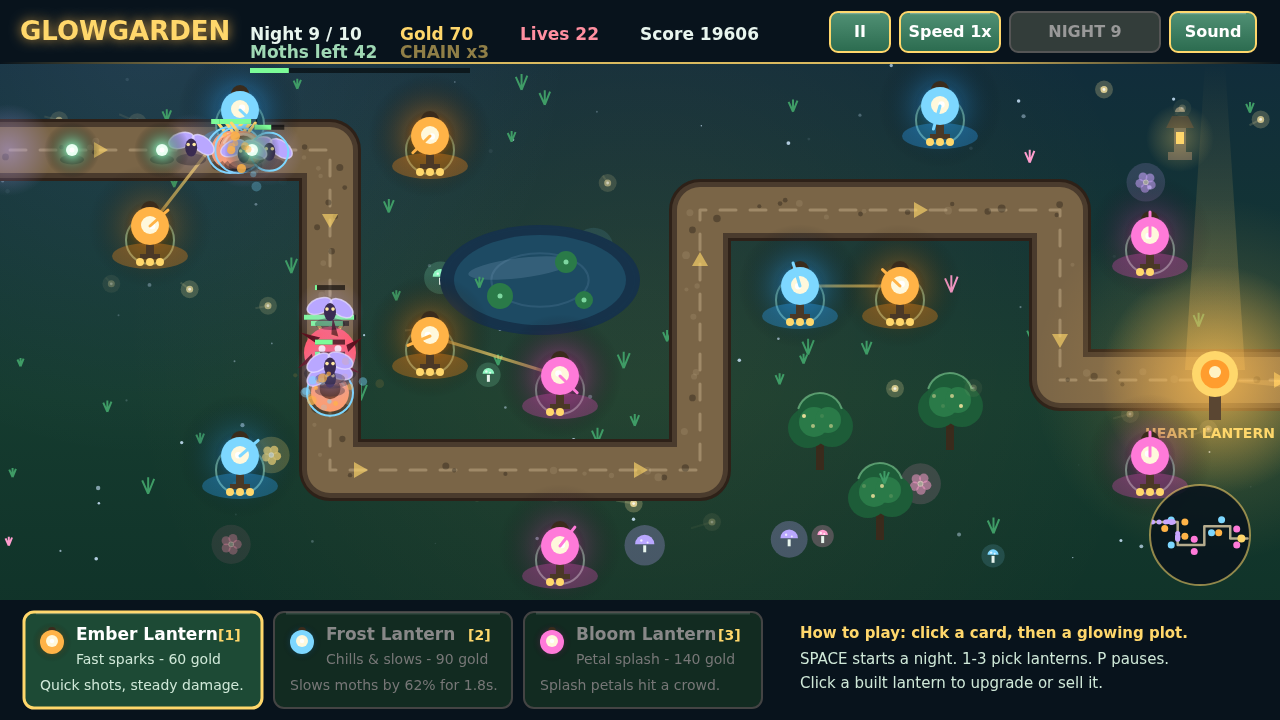 GLOWGARDEN
Night 9 / 10
Gold 70
Lives 22
Score 19606
Moths left 42
CHAIN x3
II
Speed 1x
NIGHT 9
Sound
HEART LANTERN
Ember Lantern [1]
Fast sparks - 60 gold
Quick shots, steady damage.
Frost Lantern [2]
Chills & slows - 90 gold
Slows moths by 62% for 1.8s.
Bloom Lantern [3]
Petal splash - 140 gold
Splash petals hit a crowd.
How to play: click a card, then a glowing plot.
SPACE starts a night. 1-3 pick lanterns. P pauses.
Click a built lantern to upgrade or sell it.